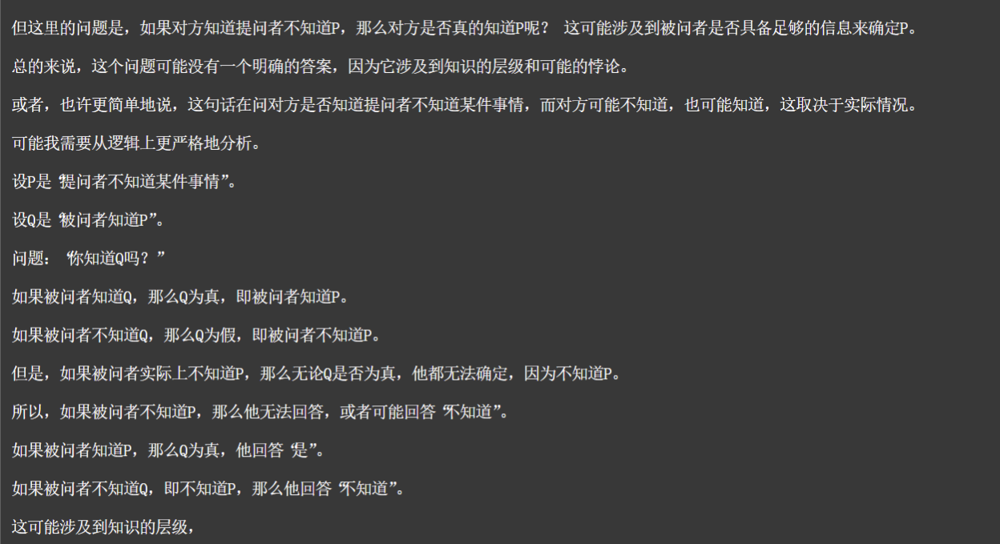 但这里的问题是，如果对方知道提问者不知道P，那么对方是否真的知道P呢？ 这可能涉及到被问者是否具备足够的信息来确定P。
总的来说，这个问题可能没有一个明确的答案，因为它涉及到知识的层级和可能的悖论。
或者，也许更简单地说，这句话在问对方是否知道提问者不知道某件事情，而对方可能不知道，也可能知道，这取决于实际情况。
可能我需要从逻辑上更严格地分析。
设P是“提问者不知道某件事情”。
设Q是“被问者知道P”。
问题：“你知道Q吗？”
如果被问者知道Q，那么Q为真，即被问者知道P。
如果被问者不知道Q，那么Q为假，即被问者不知道P。
但是，如果被问者实际上不知道P，那么无论Q是否为真，他都无法确定，因为不知道P。
所以，如果被问者不知道P，那么他无法回答，或者可能回答“不知道”。
如果被问者知道P，那么Q为真，他回答“是”。
如果被问者不知道Q，即不知道P，那么他回答“不知道”。
这可能涉及到知识的层级，